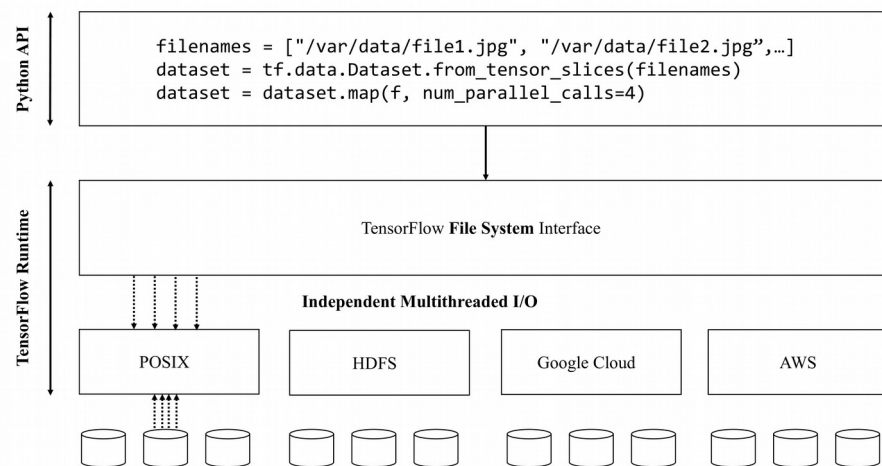 Python API
filenames = ["/var/data/file1.jpg", "/var/data/file2.jpg”,…]
dataset = tf.data.Dataset.from_tensor_slices(filenames)
dataset = dataset.map(f, num_parallel_calls=4)
TensorFlow Runtime
TensorFlow File System Interface
Independent Multithreaded I/O
POSIX
HDFS
Google Cloud
AWS